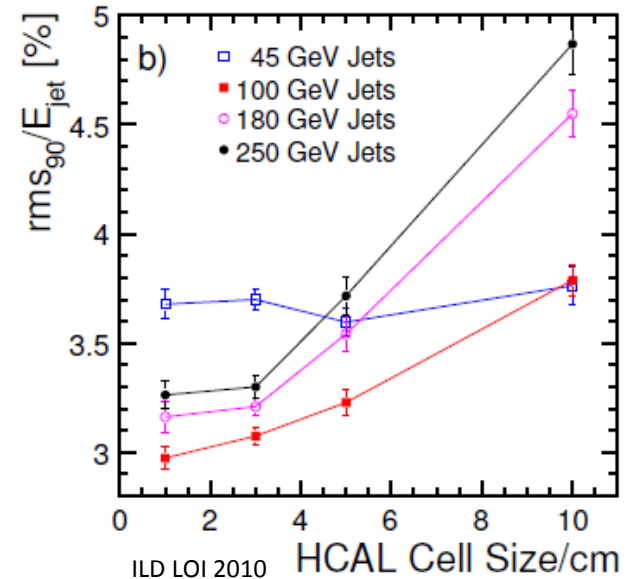 rms90/Ejet [%]
b)
45 GeV Jets
100 GeV Jets
180 GeV Jets
250 GeV Jets
5
4.5
4
3.5
3
0 2 4 6 8 10
ILD LOI 2010 HCAL Cell Size/cm